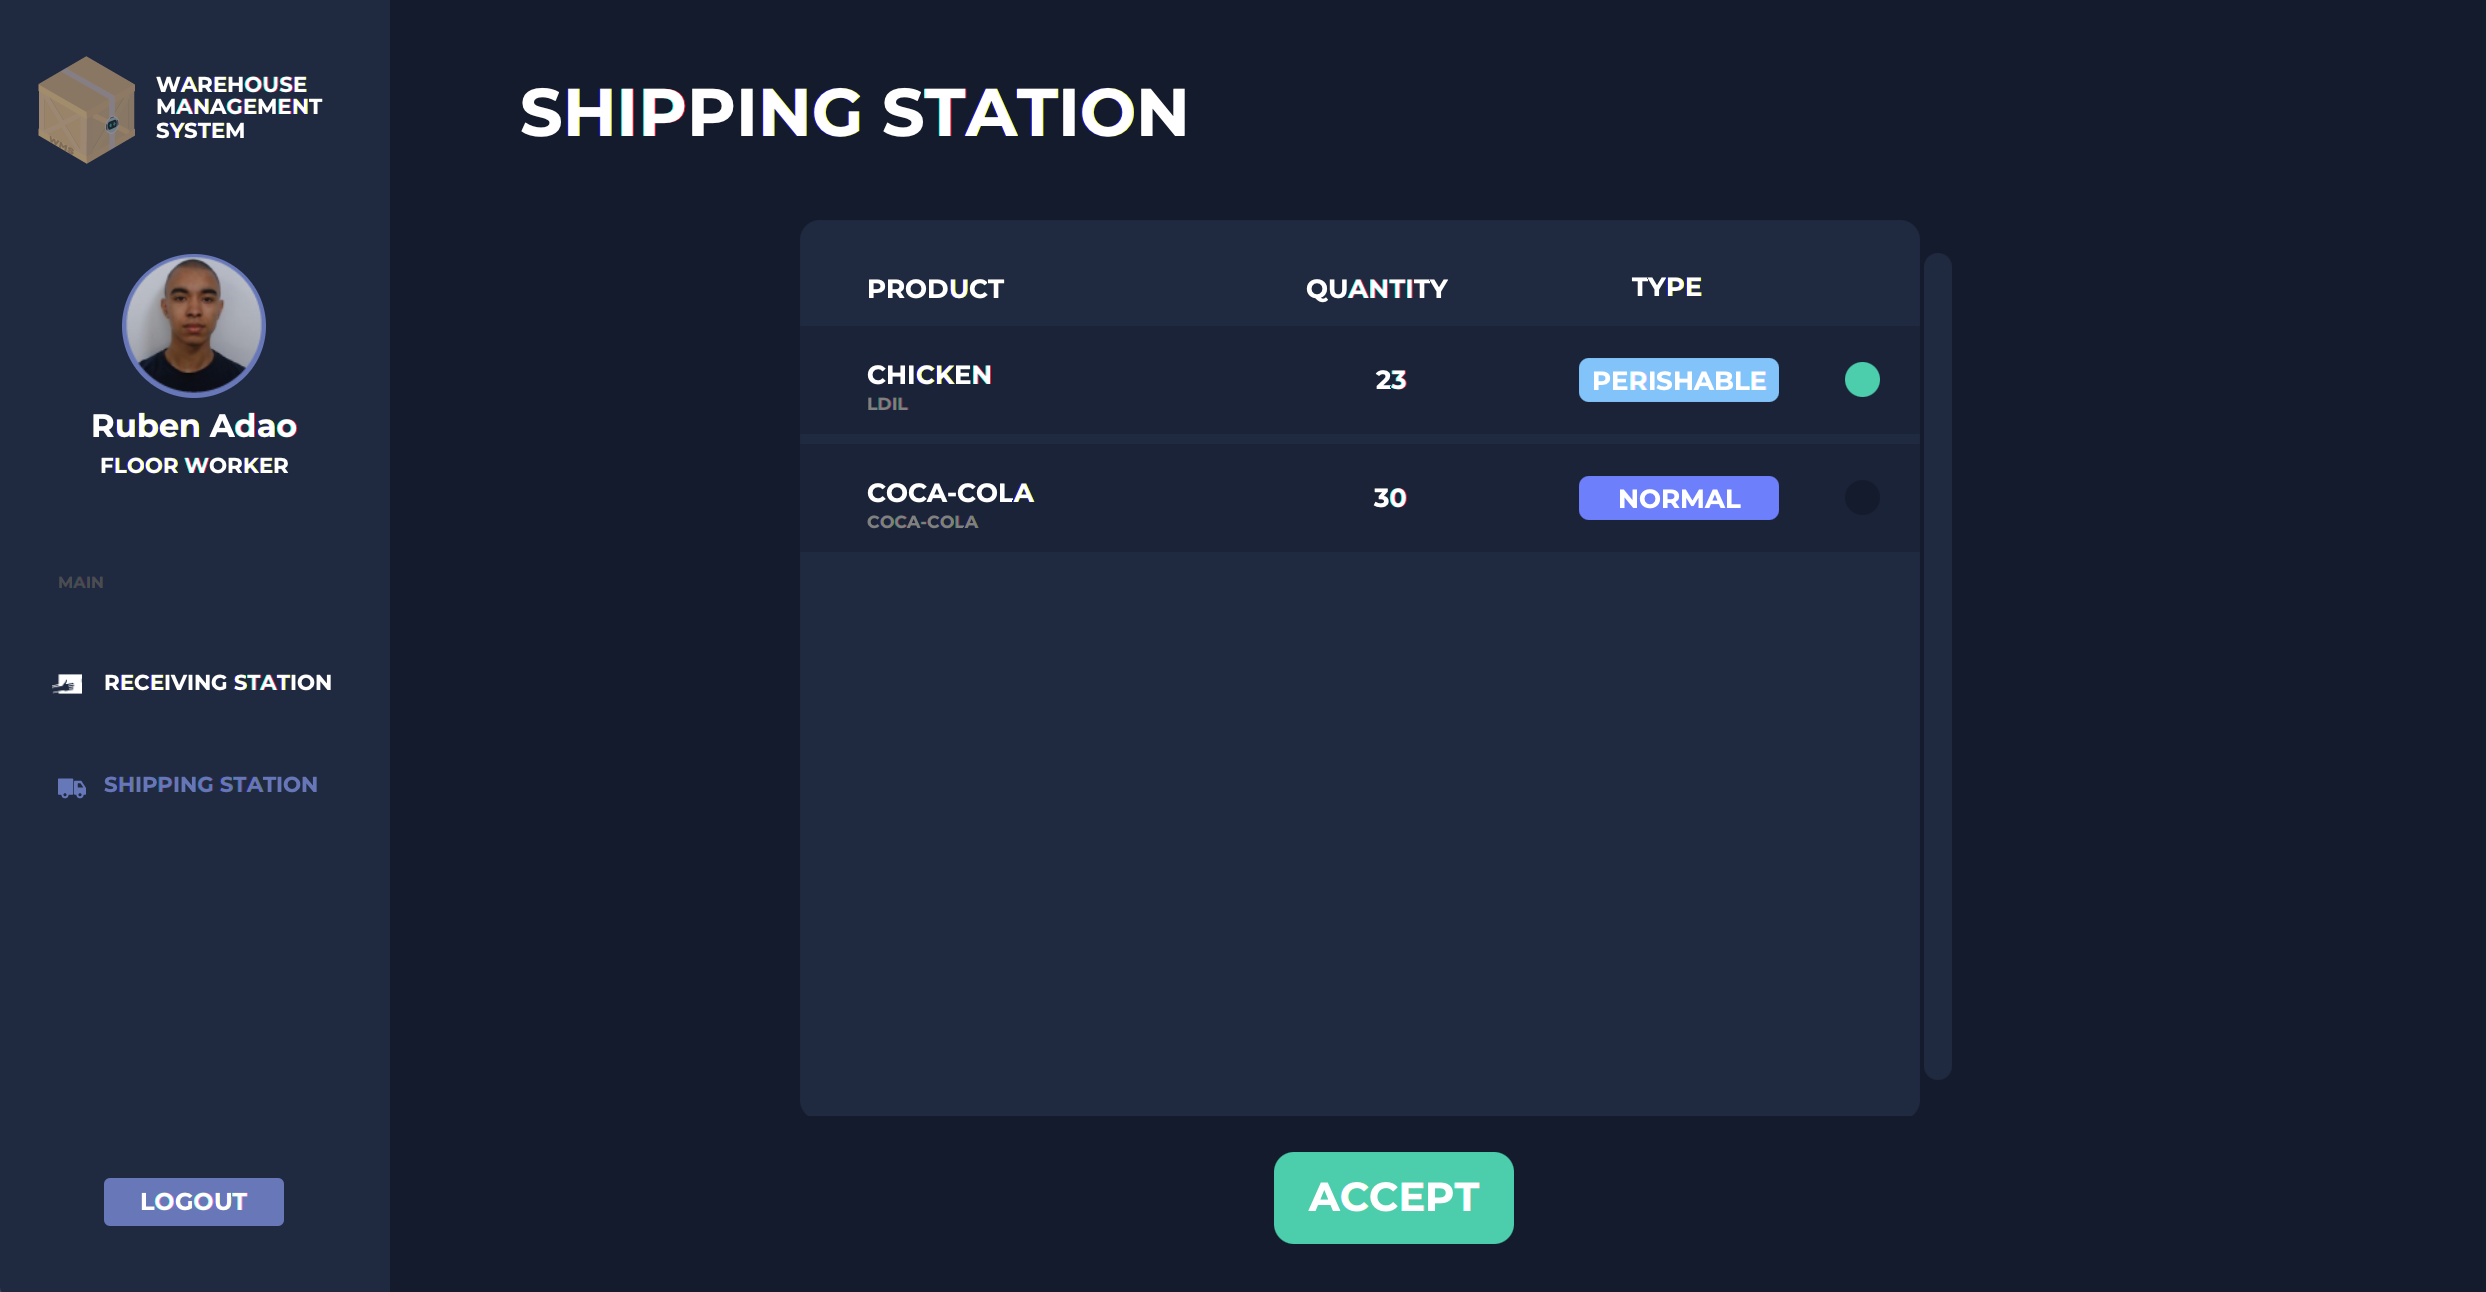 WAREHOUSE
MANAGEMENT
SYSTEM
Ruben Adao
FLOOR WORKER
MAIN
RECEIVING STATION
SHIPPING STATION
LOGOUT
SHIPPING STATION
PRODUCT QUANTITY TYPE
CHICKEN 23 PERISHABLE
LDIL
COCA-COLA 30 NORMAL
COCA-COLA
ACCEPT